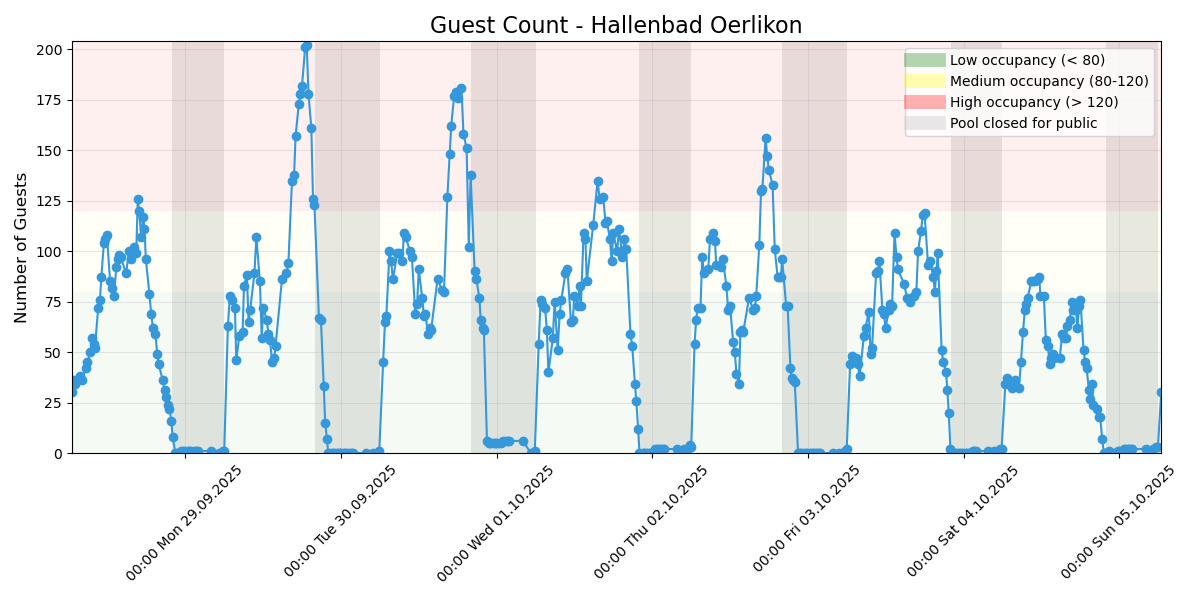 Guest Count - Hallenbad Oerlikon
Number of Guests
200
175
150
125
100
75
50
25
0
Low occupancy (< 80)
Medium occupancy (80-120)
High occupancy (> 120)
Pool closed for public
00:00 Mon 29.09.2025
00:00 Tue 30.09.2025
00:00 Wed 01.10.2025
00:00 Thu 02.10.2025
00:00 Fri 03.10.2025
00:00 Sat 04.10.2025
00:00 Sun 05.10.2025